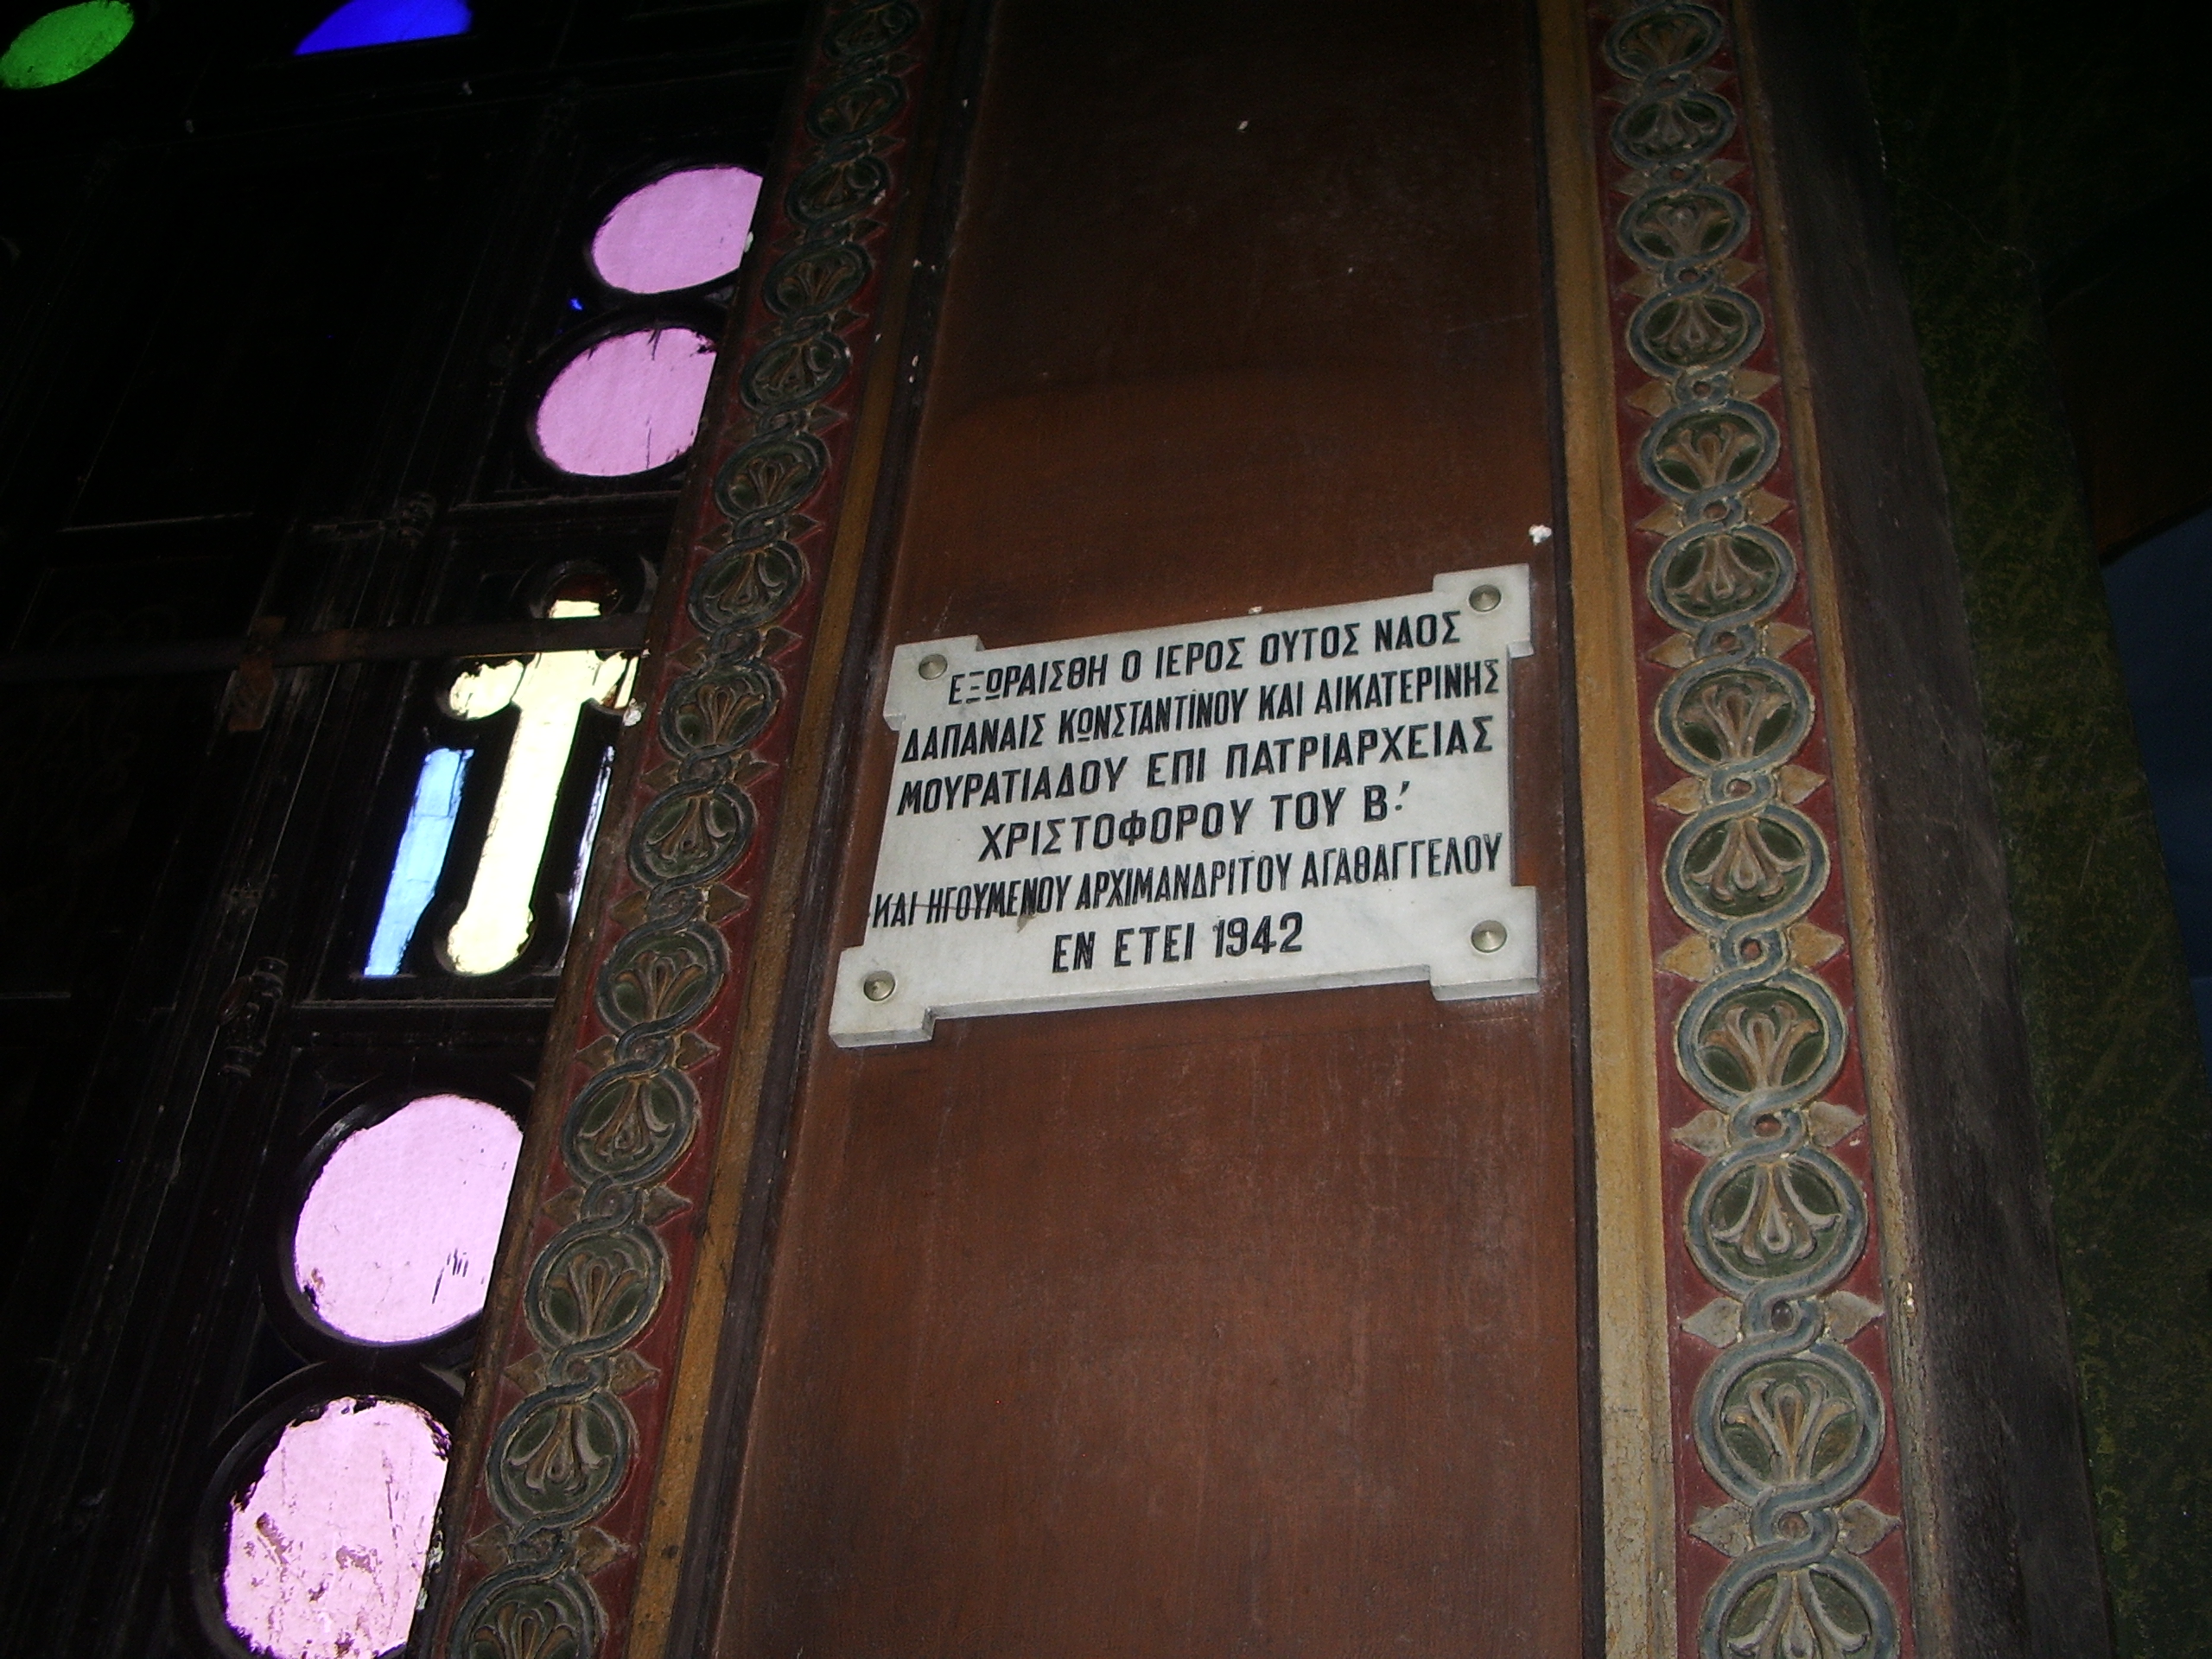 ΕΞΩΡΑΙΣΘΗ Ο ΙΕΡΟΣ ΟΥΤΟΣ ΝΑΟΣ
ΔΑΠΑΝΑΙΣ ΚΩΝΣΤΑΝΤΙΝΟΥ ΚΑΙ ΑΙΚΑΤΕΡΙΝΗΣ
ΜΟΥΡΑΤΙΑΔΟΥ ΕΠΙ ΠΑΤΡΙΑΡΧΕΙΑΣ
ΧΡΙΣΤΟΦΟΡΟΥ ΤΟΥ Β.'
ΚΑΙ ΗΓΟΥΜΕΝΟΥ ΑΡΧΙΜΑΝΔΡΙΤΟΥ ΑΓΑΘΑΓΓΕΛΟΥ
ΕΝ ΕΤΕΙ 1942